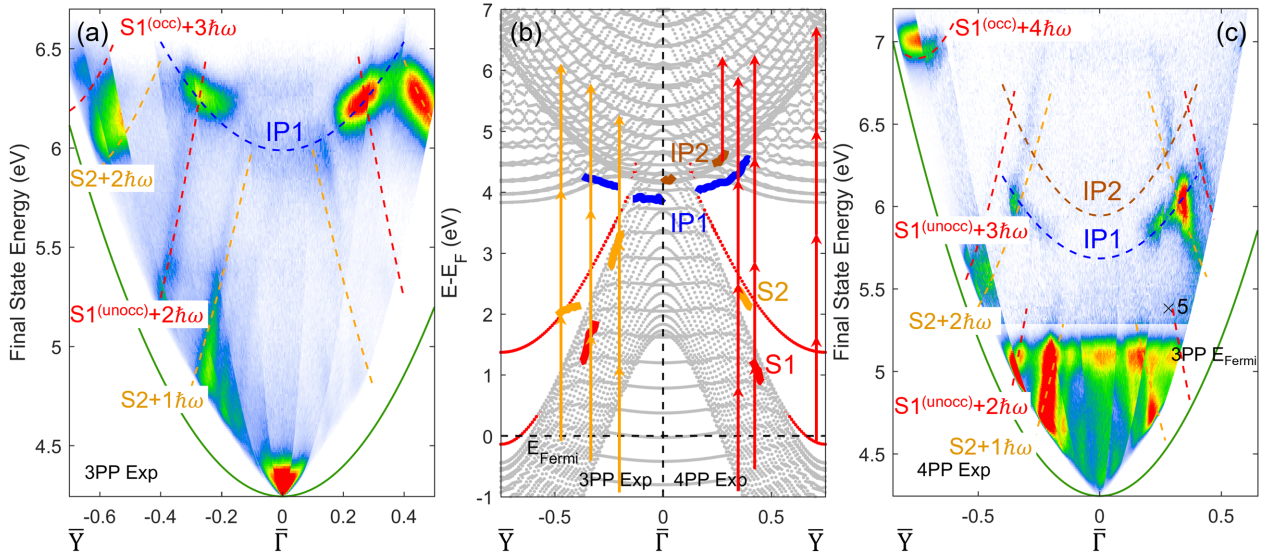 (a)
S1(occ)+3ħω
IP1
S2+2ħω
S1(unocc)+2ħω
S2+1ħω
3PP Exp
Final State Energy (eV)
6.5
6
5.5
5
4.5
-0.6 -0.4 -0.2 0 0.2 0.4
Y̅ Γ̅
(b)
IP2
IP1
S2
S1
E̅Fermi
3PP Exp 4PP Exp
E-EF (eV)
7
6
5
4
3
2
1
0
-1
-0.5 0 0.5
Y̅ Γ̅ Y̅
(c)
S1(occ)+4ħω
IP2
IP1
S1(unocc)+3ħω
S2+2ħω
×5
3PP EFermi
S1(unocc)+2ħω
S2+1ħω
4PP Exp
Final State Energy (eV)
7
6.5
6
5.5
5
4.5
-0.5 0 0.5
Y̅ Γ̅